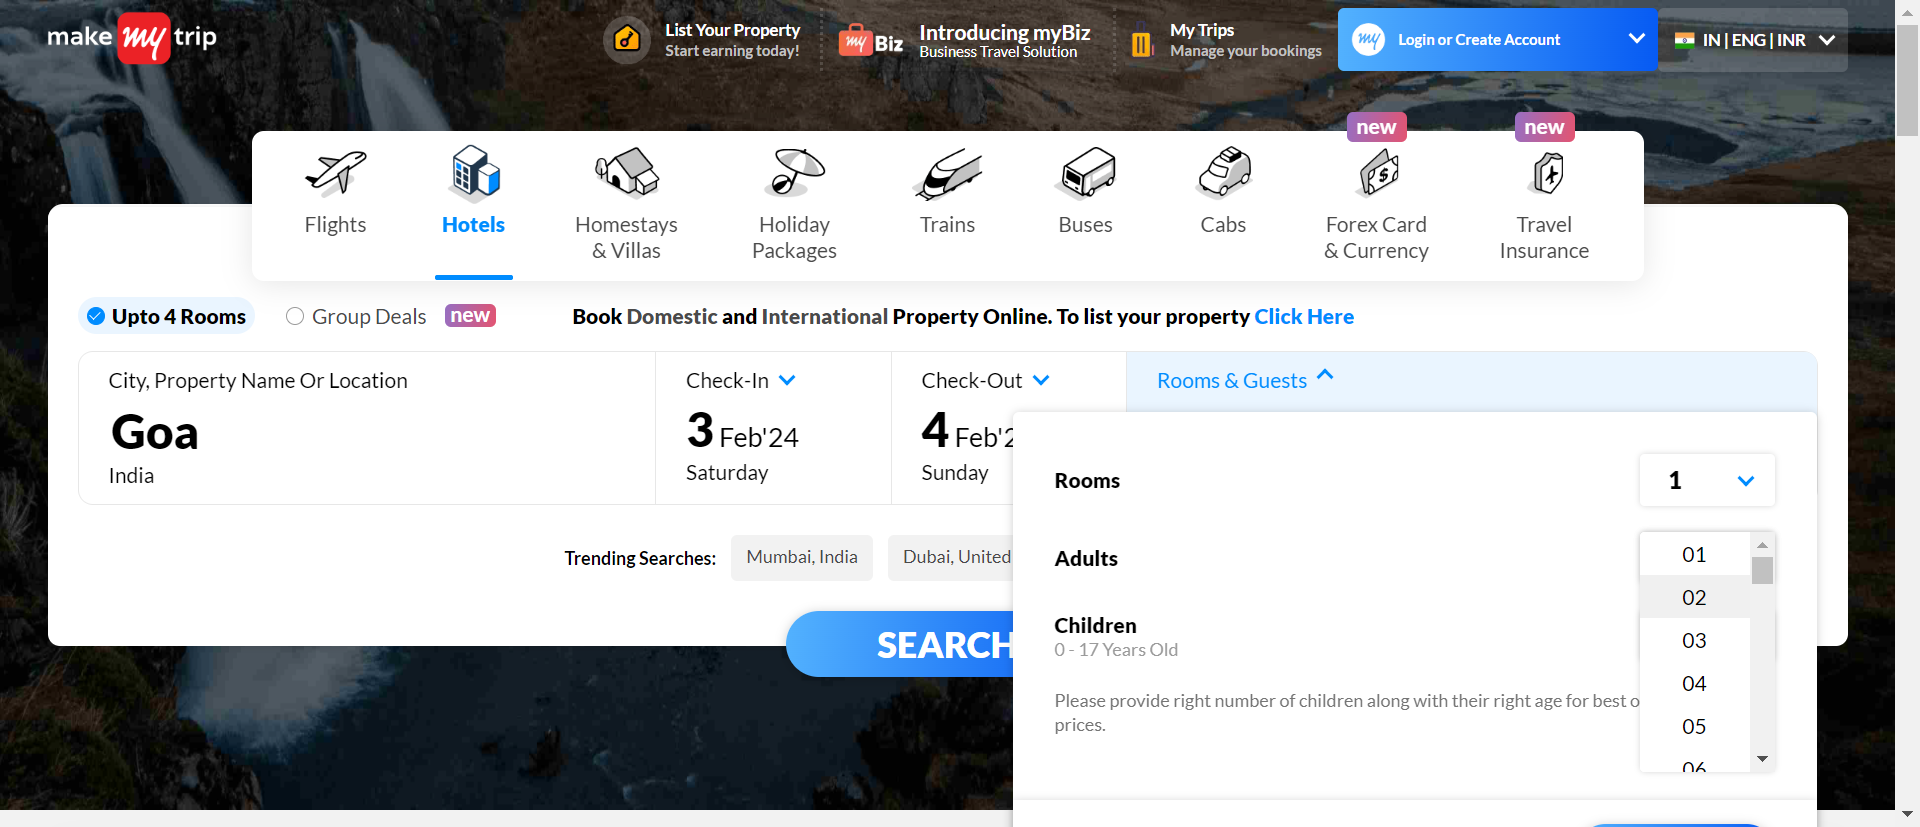 make my trip
List Your Property
Start earning today!
my Biz
Introducing myBiz
Business Travel Solution
My Trips
Manage your bookings
my
Login or Create Account
IN | ENG | INR
new
new
Flights
Hotels
Homestays
& Villas
Holiday
Packages
Trains
Buses
Cabs
Forex Card
& Currency
Travel
Insurance
Upto 4 Rooms
Group Deals
new
Book Domestic and International Property Online. To list your property Click Here
City, Property Name Or Location
Goa
India
Check-In
3 Feb'24
Saturday
Check-Out
4 Feb'2
Sunday
Rooms & Guests
Rooms
1
Adults
01
02
03
04
05
06
Children
0 - 17 Years Old
Please provide right number of children along with their right age for best o
prices.
Trending Searches:
Mumbai, India
Dubai, United
SEARCH